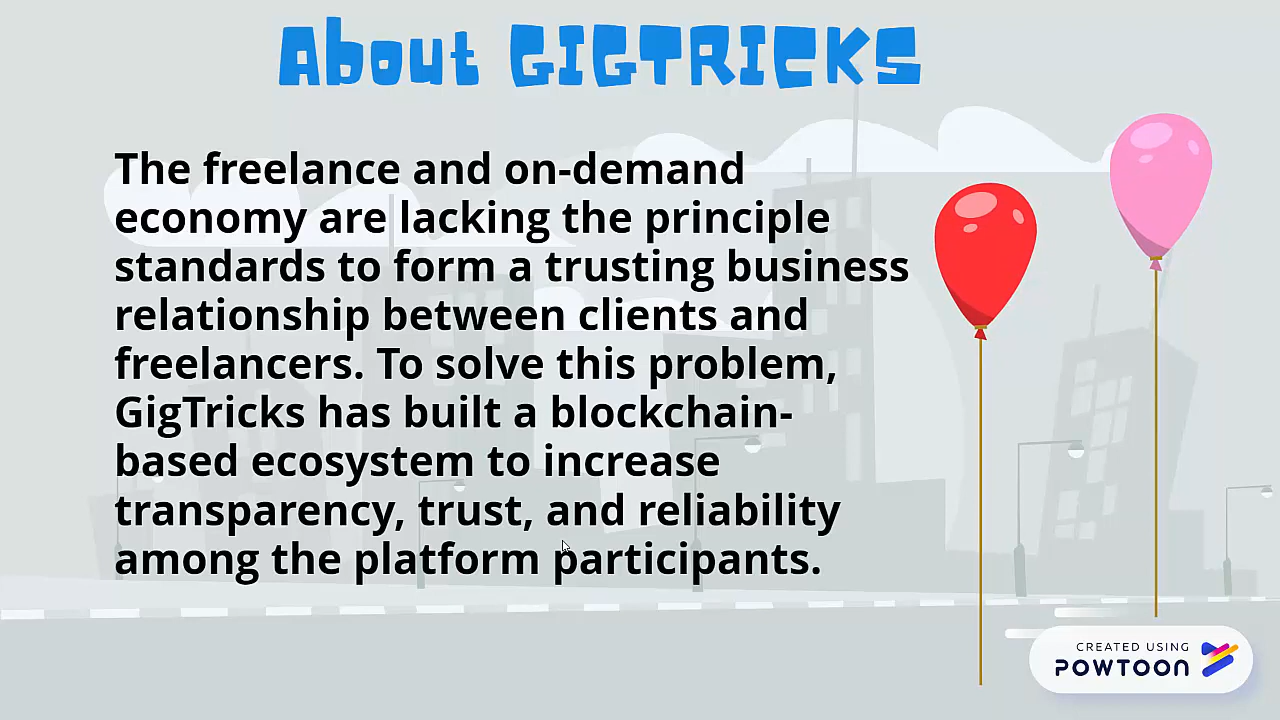 About GIGTRICKS
The freelance and on-demand
economy are lacking the principle
standards to form a trusting business
relationship between clients and
freelancers. To solve this problem,
GigTricks has built a blockchain-
based ecosystem to increase
transparency, trust, and reliability
among the platform participants.
CREATED USING
POWTOON